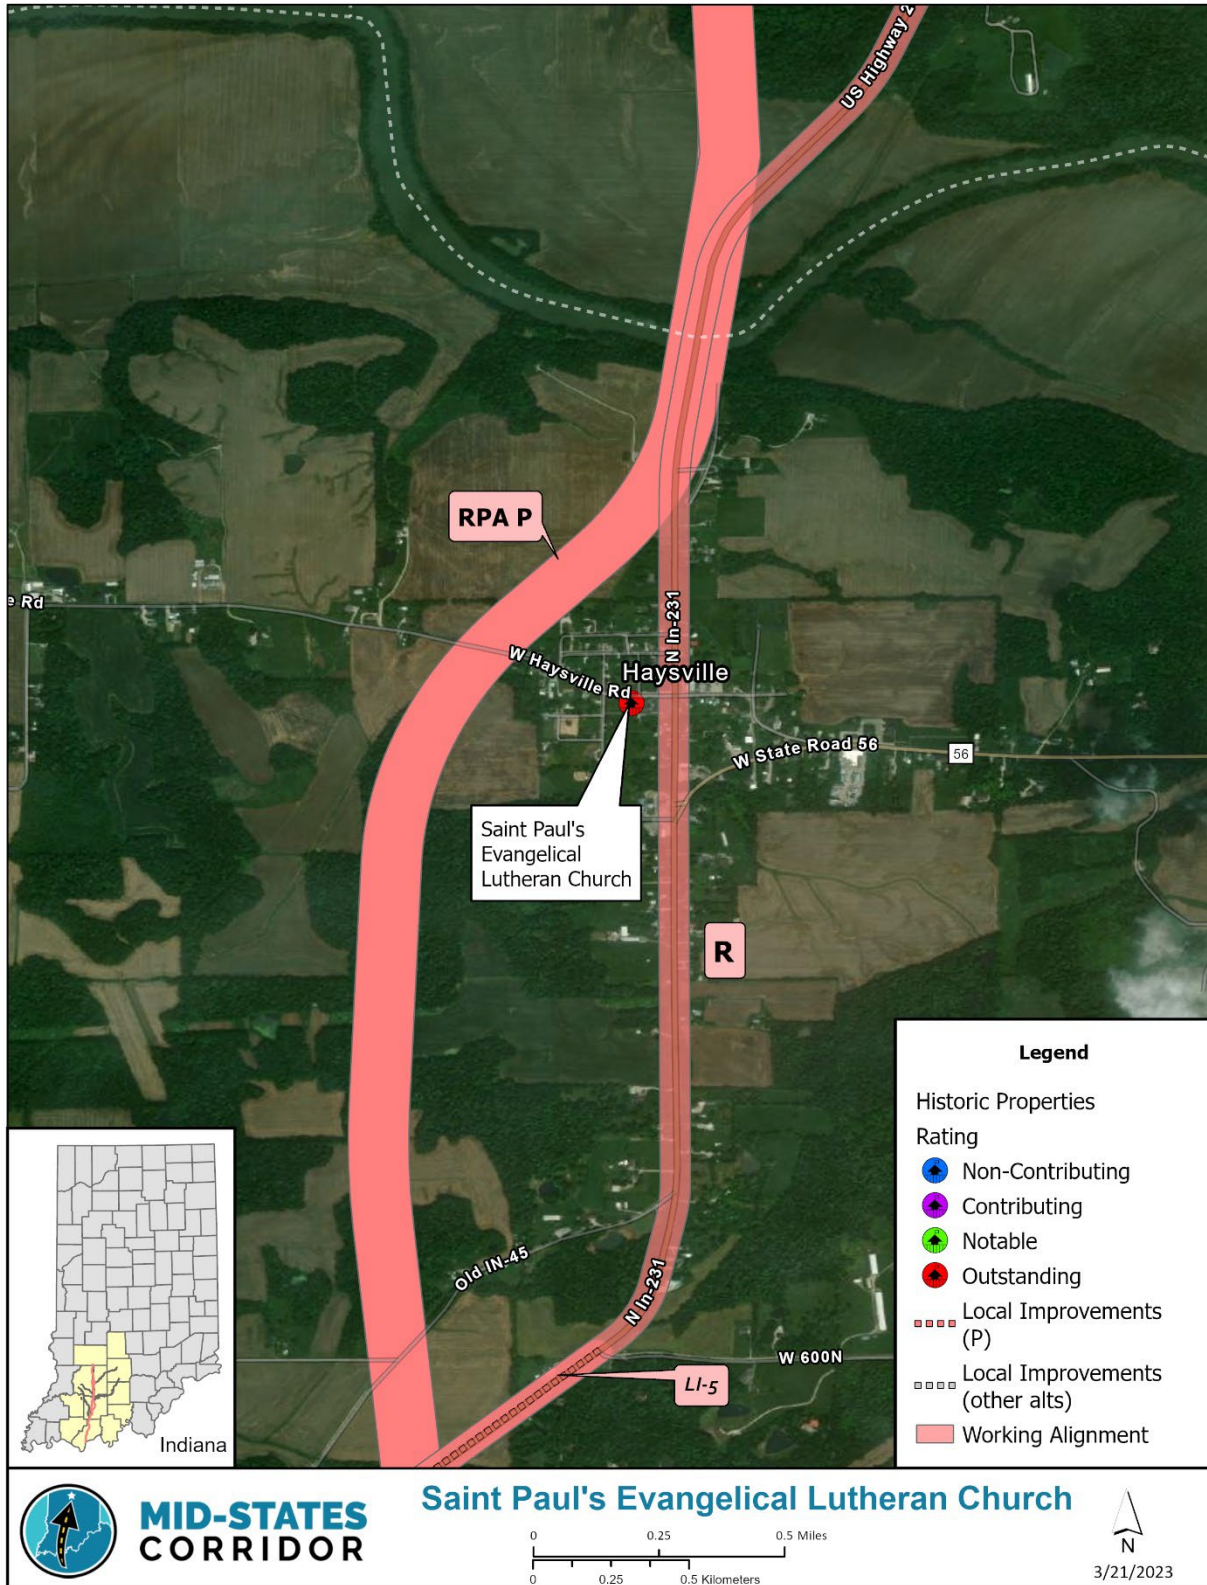 US Highway 2
RPA P
e Rd
N In-231
W Haysville Rd
Haysville
W State Road 56
56
Saint Paul's
Evangelical
Lutheran Church
R
Old IN-45
N In-231
W 600N
LI-5
Legend
Historic Properties
Rating
Non-Contributing
Contributing
Notable
Outstanding
Local Improvements
(P)
Local Improvements
(other alts)
Working Alignment
Indiana
MID-STATES
CORRIDOR
Saint Paul's Evangelical Lutheran Church
0 0.25 0.5 Miles
0 0.25 0.5 Kilometers
N
3/21/2023